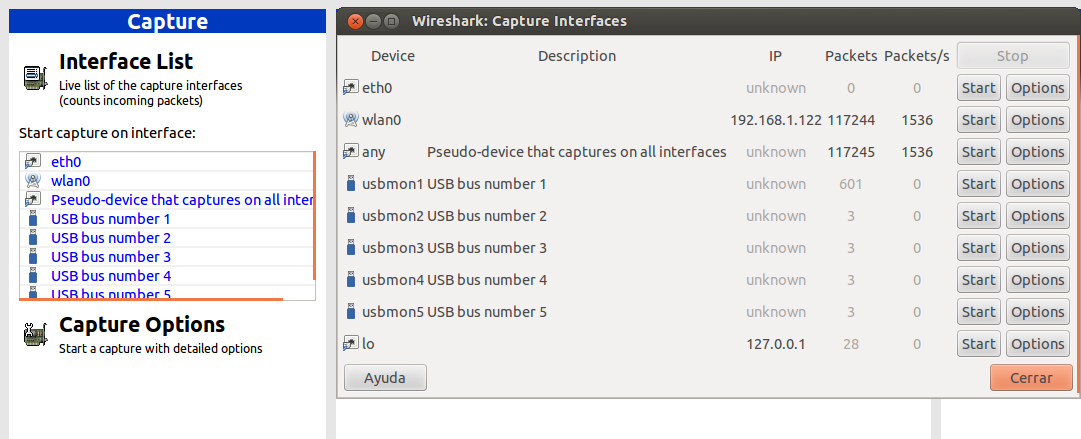 Capture
Interface List
Live list of the capture interfaces
(counts incoming packets)
Start capture on interface:
eth0
wlan0
Pseudo-device that captures on all inter
USB bus number 1
USB bus number 2
USB bus number 3
USB bus number 4
USB bus number 5
Capture Options
Start a capture with detailed options
Wireshark: Capture Interfaces
Device Description IP Packets Packets/s Stop
eth0 unknown 0 0 Start Options
wlan0 192.168.1.122 117244 1536 Start Options
any Pseudo-device that captures on all interfaces unknown 117245 1536 Start Options
usbmon1 USB bus number 1 unknown 601 0 Start Options
usbmon2 USB bus number 2 unknown 3 0 Start Options
usbmon3 USB bus number 3 unknown 3 0 Start Options
usbmon4 USB bus number 4 unknown 3 0 Start Options
usbmon5 USB bus number 5 unknown 3 0 Start Options
lo 127.0.0.1 28 0 Start Options
Ayuda Cerrar